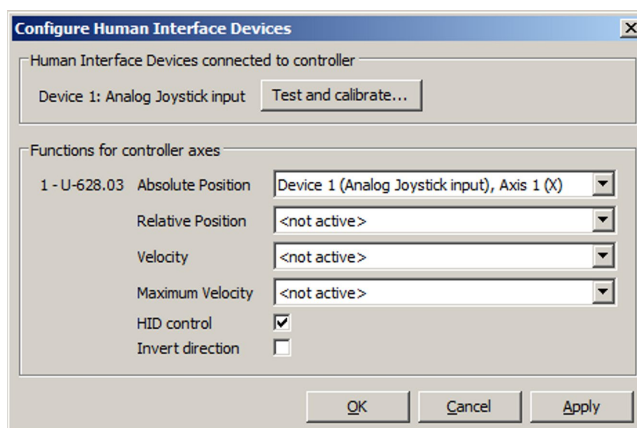 Configure Human Interface Devices
Human Interface Devices connected to controller
Device 1: Analog Joystick input Test and calibrate...
Functions for controller axes
1 - U-628.03 Absolute Position Device 1 (Analog Joystick input), Axis 1 (X)
Relative Position <not active>
Velocity <not active>
Maximum Velocity <not active>
HID control
Invert direction
OK Cancel Apply